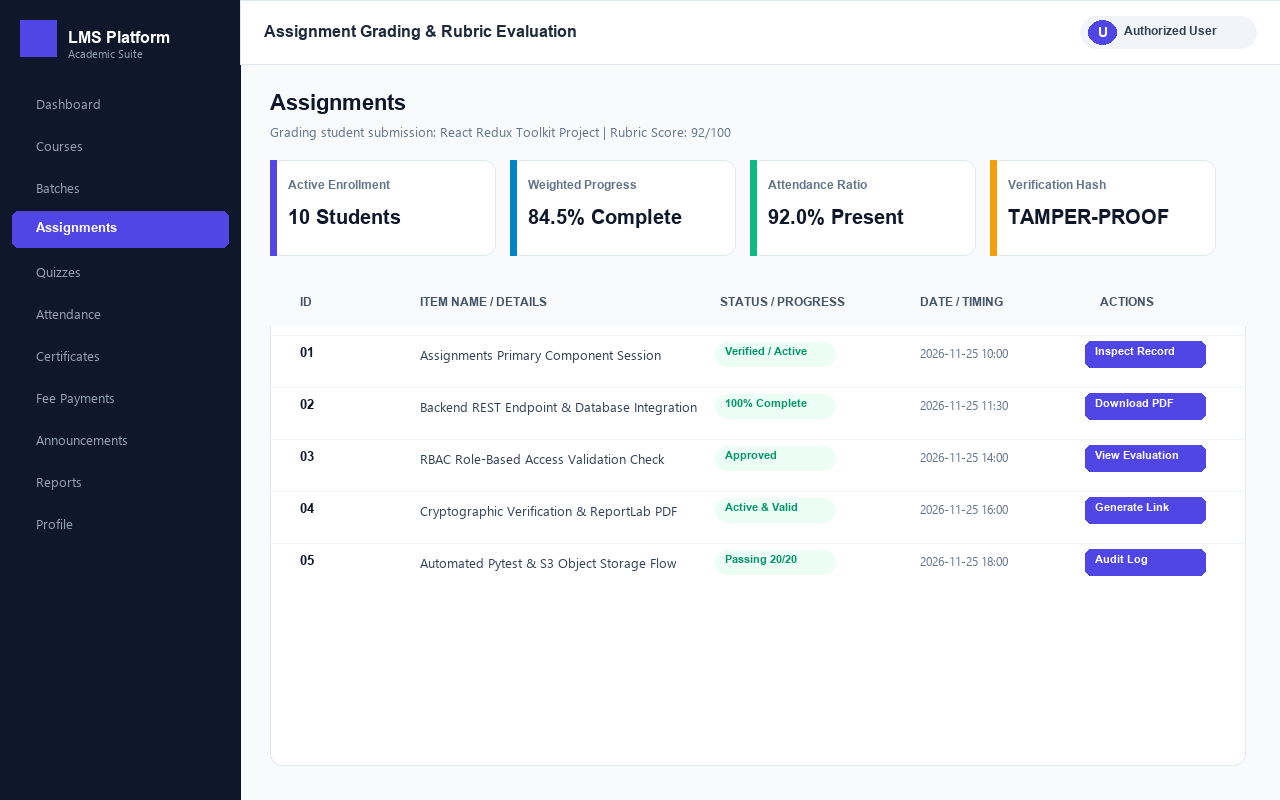 LMS Platform
Academic Suite
Dashboard
Courses
Batches
Assignments
Quizzes
Attendance
Certificates
Fee Payments
Announcements
Reports
Profile
Assignment Grading & Rubric Evaluation
U Authorized User
Assignments
Grading student submission: React Redux Toolkit Project | Rubric Score: 92/100
Active Enrollment
10 Students
Weighted Progress
84.5% Complete
Attendance Ratio
92.0% Present
Verification Hash
TAMPER-PROOF
ID ITEM NAME / DETAILS STATUS / PROGRESS DATE / TIMING ACTIONS
01 Assignments Primary Component Session Verified / Active 2026-11-25 10:00 Inspect Record
02 Backend REST Endpoint & Database Integration 100% Complete 2026-11-25 11:30 Download PDF
03 RBAC Role-Based Access Validation Check Approved 2026-11-25 14:00 View Evaluation
04 Cryptographic Verification & ReportLab PDF Active & Valid 2026-11-25 16:00 Generate Link
05 Automated Pytest & S3 Object Storage Flow Passing 20/20 2026-11-25 18:00 Audit Log